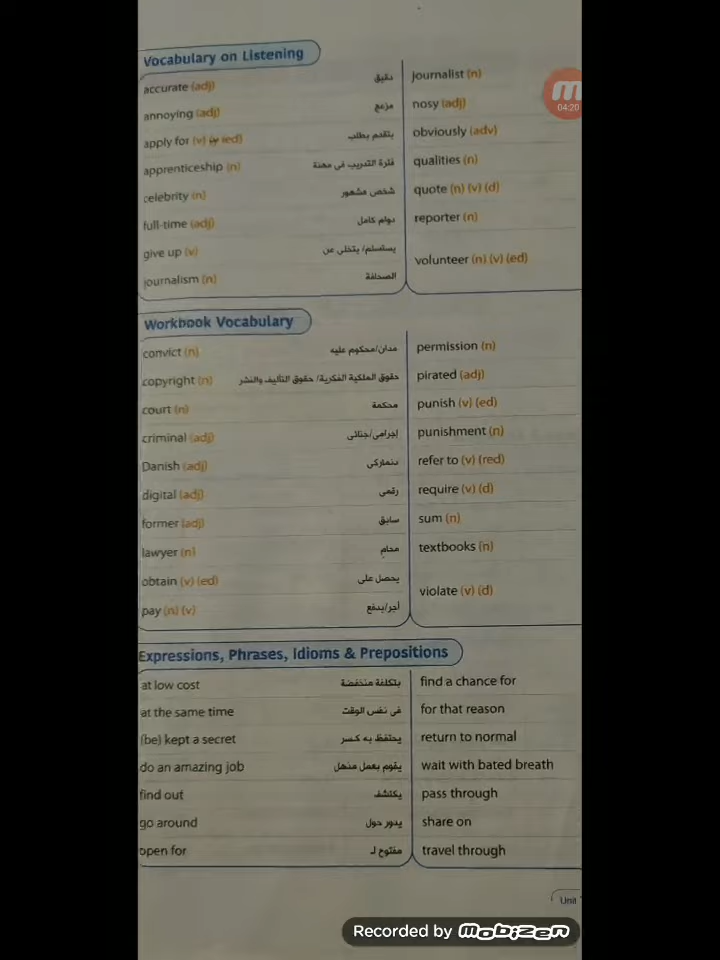 Vocabulary on Listening
accurate (adj) دقيق
annoying (adj) مزعج
apply for (v) (ied) يتقدم بطلب
apprenticeship (n) فترة التدريب فى مهنة
celebrity (n) شخص مشهور
full-time (adj) دوام كامل
give up (v) يستسلم/ يتخلى عن
journalism (n) الصحافة
journalist (n)
nosy (adj)
obviously (adv)
qualities (n)
quote (n) (v) (d)
reporter (n)
volunteer (n) (v) (ed)
04:20
Workbook Vocabulary
convict (n) مدان/محكوم عليه
copyright (n) حقوق الملكية الفكرية/ حقوق التأليف والنشر
court (n) محكمة
criminal (adj) إجرامى/جنائى
Danish (adj) دنماركى
digital (adj) رقمى
former (adj) سابق
lawyer (n) محامٍ
obtain (v) (ed) يحصل على
pay (n) (v) أجر/يدفع
permission (n)
pirated (adj)
punish (v) (ed)
punishment (n)
refer to (v) (red)
require (v) (d)
sum (n)
textbooks (n)
violate (v) (d)
Expressions, Phrases, Idioms & Prepositions
at low cost بتكلفة منخفضة
at the same time فى نفس الوقت
(be) kept a secret يحتفظ به كسر
do an amazing job يقوم بعمل مذهل
find out يكتشف
go around يدور حول
open for مفتوح لـ
find a chance for
for that reason
return to normal
wait with bated breath
pass through
share on
travel through
Unit
Recorded by mobizen